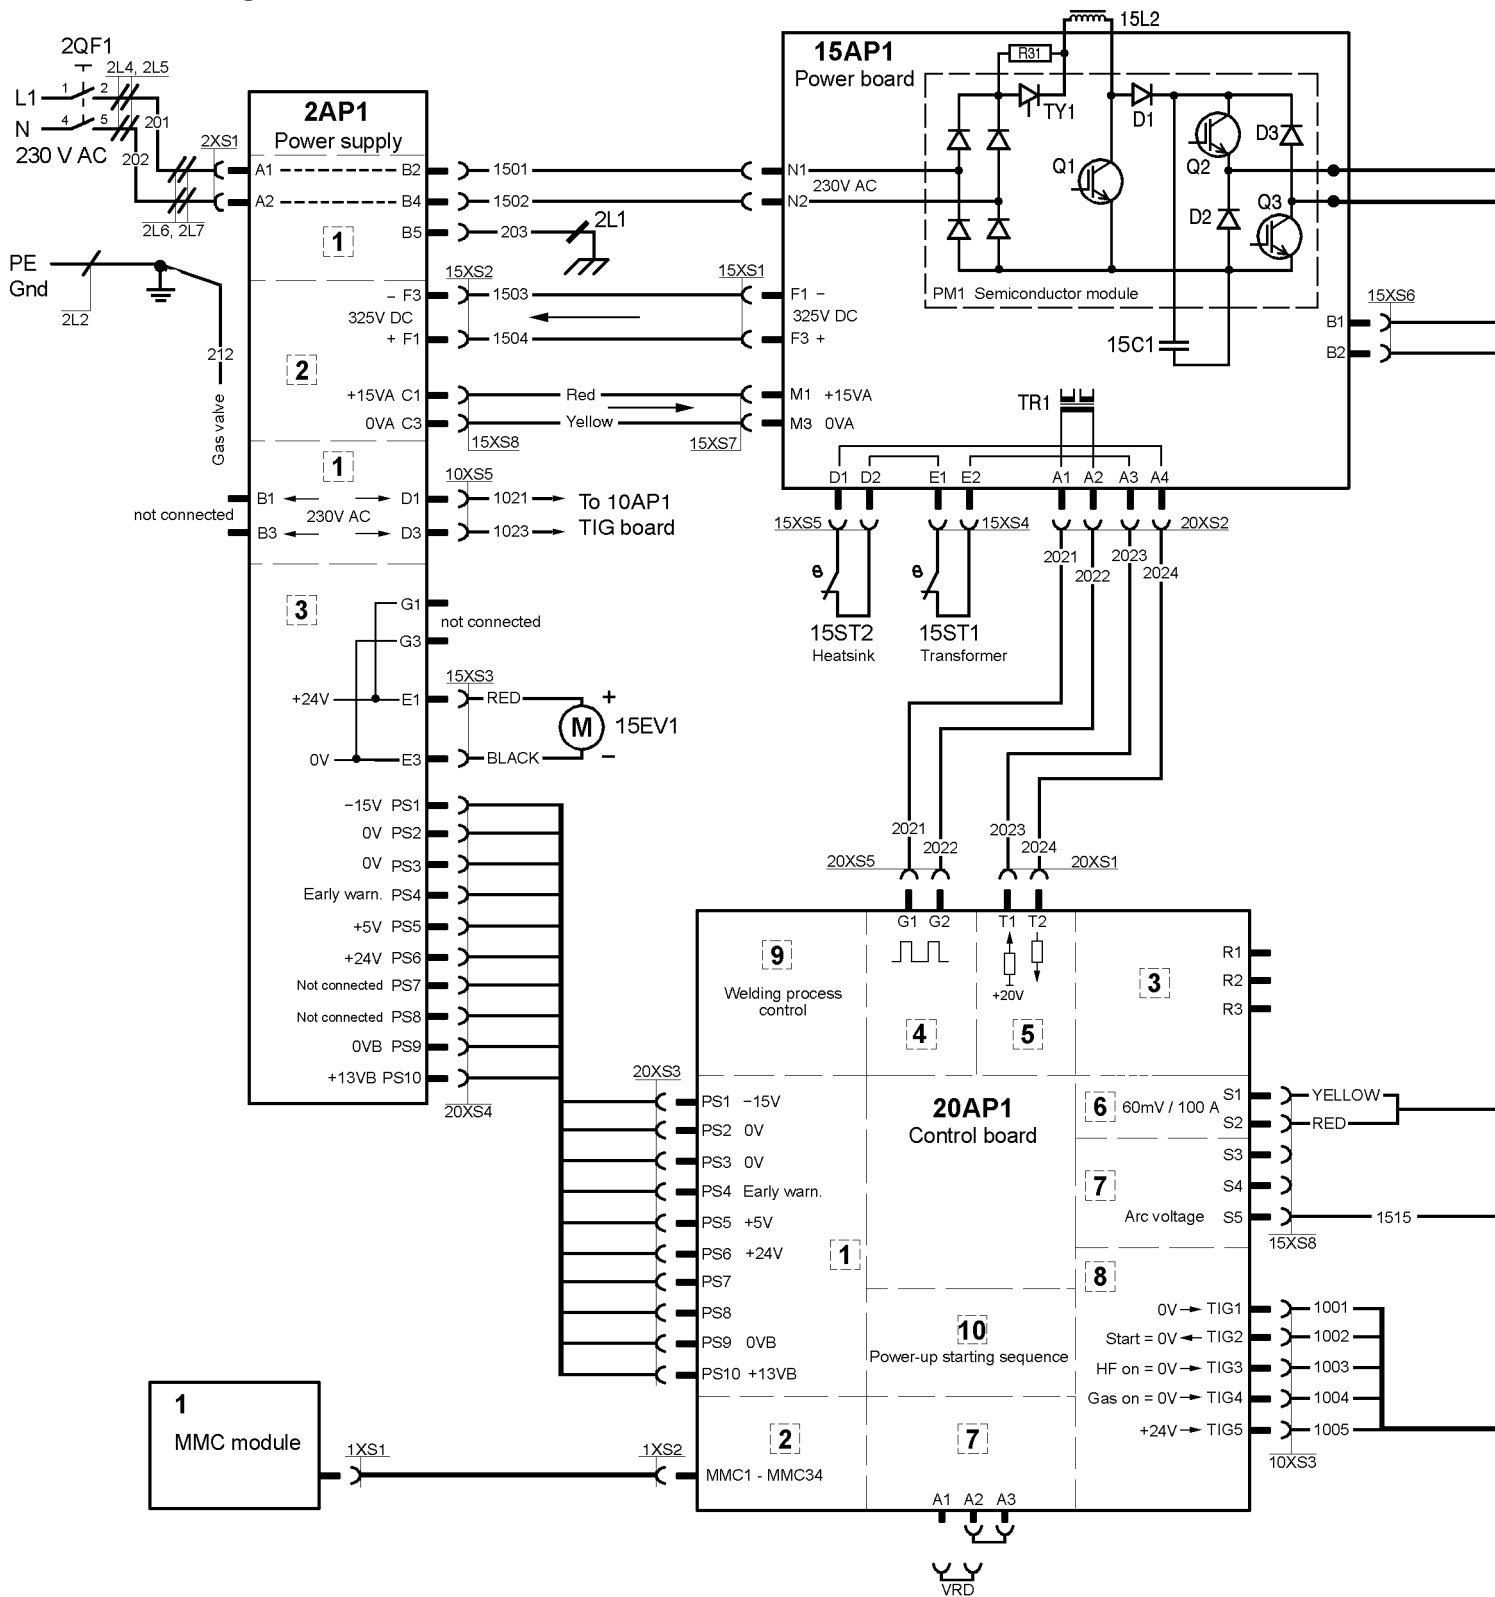 2QF1
2L4, 2L5
L1
1
2
N
4
5
201
230 V AC
202
2XS1
2L6, 2L7
PE
Gnd
2L2
212
Gas valve
2AP1
Power supply
A1
B2
1501
A2
B4
1502
1
B5
203
2L1
15XS2
15XS1
– F3
1503
325V DC
+ F1
1504
2
+15VA C1
Red
0VA C3
Yellow
15XS8
15XS7
1
10XS5
B1
D1
1021
To 10AP1
not connected
230V AC
TIG board
B3
D3
1023
3
G1
not connected
G3
15XS3
+24V
E1
RED
+
M
15EV1
0V
E3
BLACK
–
−15V PS1
0V PS2
0V PS3
Early warn. PS4
+5V PS5
+24V PS6
Not connected PS7
Not connected PS8
0VB PS9
+13VB PS10
20XS4
15L2
15AP1
Power board
R31
TY1
D1
Q1
Q2
D3
D2
Q3
N1
230V AC
N2
PM1 Semiconductor module
F1 –
325V DC
F3 +
15C1
15XS6
B1
B2
M1 +15VA
M3 0VA
TR1
D1
D2
E1
E2
A1
A2
A3
A4
15XS5
15XS4
20XS2
θ
θ
2021
2022
2023
2024
15ST2
Heatsink
15ST1
Transformer
2021
2022
2023
2024
20XS5
20XS1
G1
G2
T1
T2
+20V
9
Welding process
control
4
5
3
R1
R2
R3
20XS3
20AP1
Control board
PS1 −15V
PS2 0V
PS3 0V
PS4 Early warn.
PS5 +5V
PS6 +24V
PS7
PS8
PS9 0VB
PS10 +13VB
1
6
60mV / 100 A
S1
YELLOW
S2
RED
S3
7
S4
Arc voltage
S5
1515
15XS8
8
0V
TIG1
1001
Start = 0V
TIG2
1002
HF on = 0V
TIG3
1003
Gas on = 0V
TIG4
1004
+24V
TIG5
1005
10XS3
10
Power-up starting sequence
1
MMC module
1XS1
1XS2
2
MMC1 - MMC34
7
A1
A2
A3
VRD